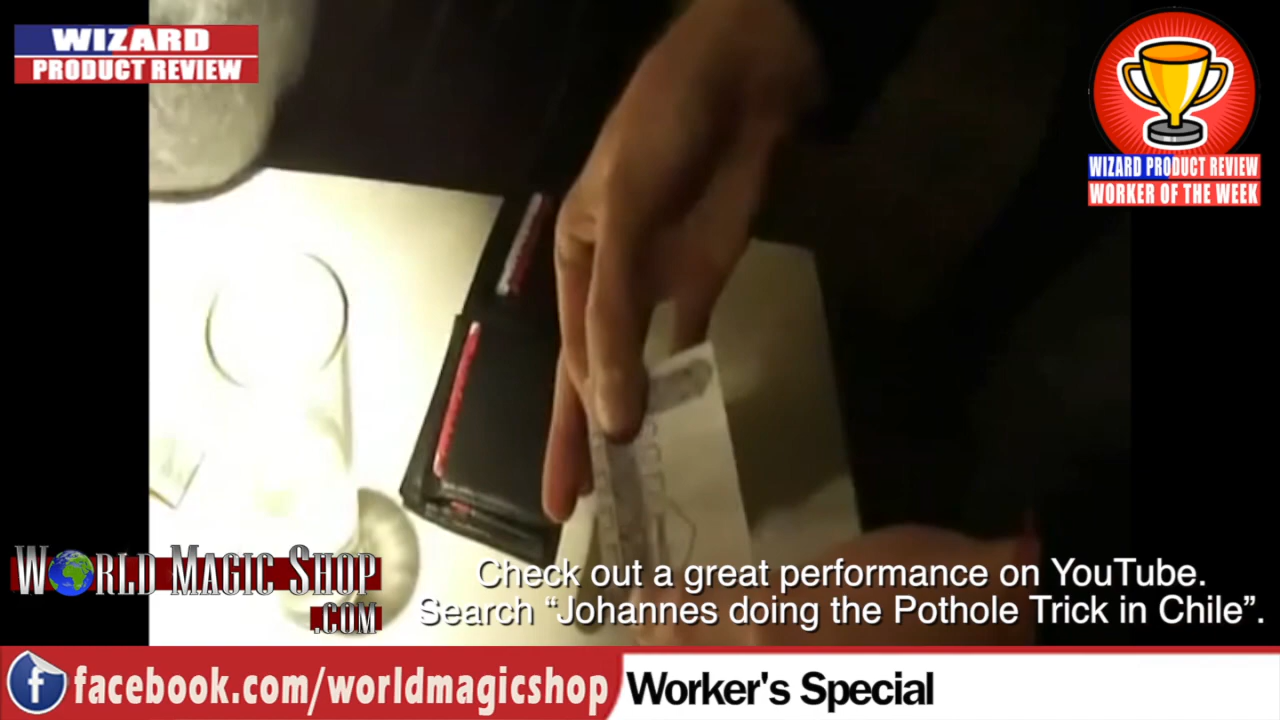 WIZARD
PRODUCT REVIEW
WIZARD PRODUCT REVIEW
WORKER OF THE WEEK
WORLD MAGIC SHOP
.COM
Check out a great performance on YouTube.
Search “Johannes doing the Pothole Trick in Chile”.
f facebook.com/worldmagicshop
Worker's Special